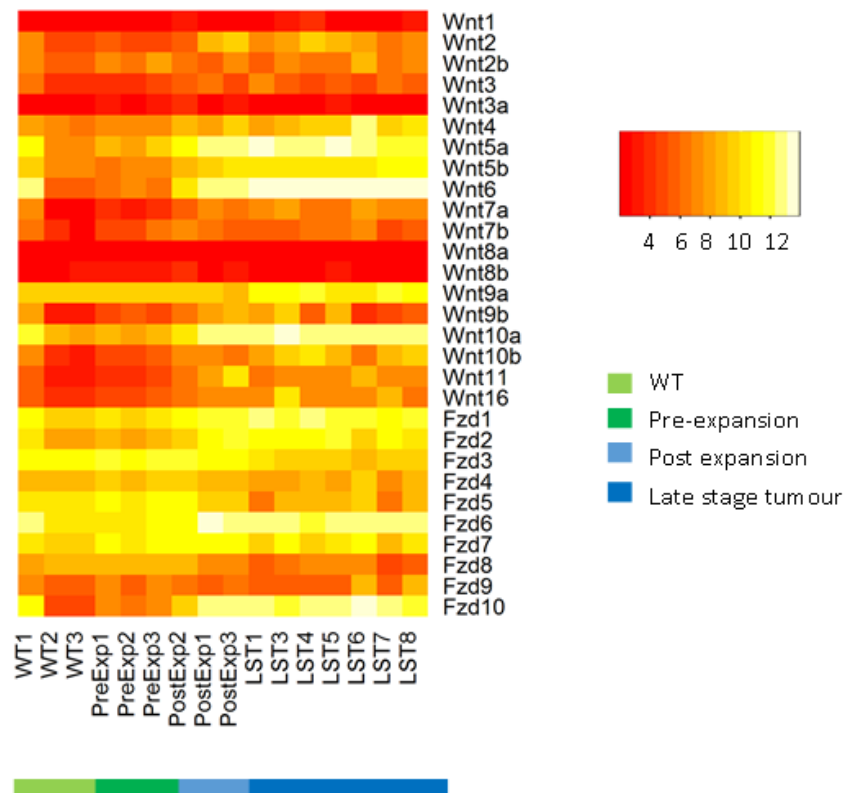 Wnt1
Wnt2
Wnt2b
Wnt3
Wnt3a
Wnt4
Wnt5a
Wnt5b
Wnt6
Wnt7a
Wnt7b
Wnt8a
Wnt8b
Wnt9a
Wnt9b
Wnt10a
Wnt10b
Wnt11
Wnt16
Fzd1
Fzd2
Fzd3
Fzd4
Fzd5
Fzd6
Fzd7
Fzd8
Fzd9
Fzd10
4 6 8 10 12
WT
Pre-expansion
Post expansion
Late stage tumour
WT1
WT2
WT3
PreExp1
PreExp2
PreExp3
PostExp2
PostExp1
PostExp3
LST1
LST3
LST4
LST5
LST6
LST7
LST8